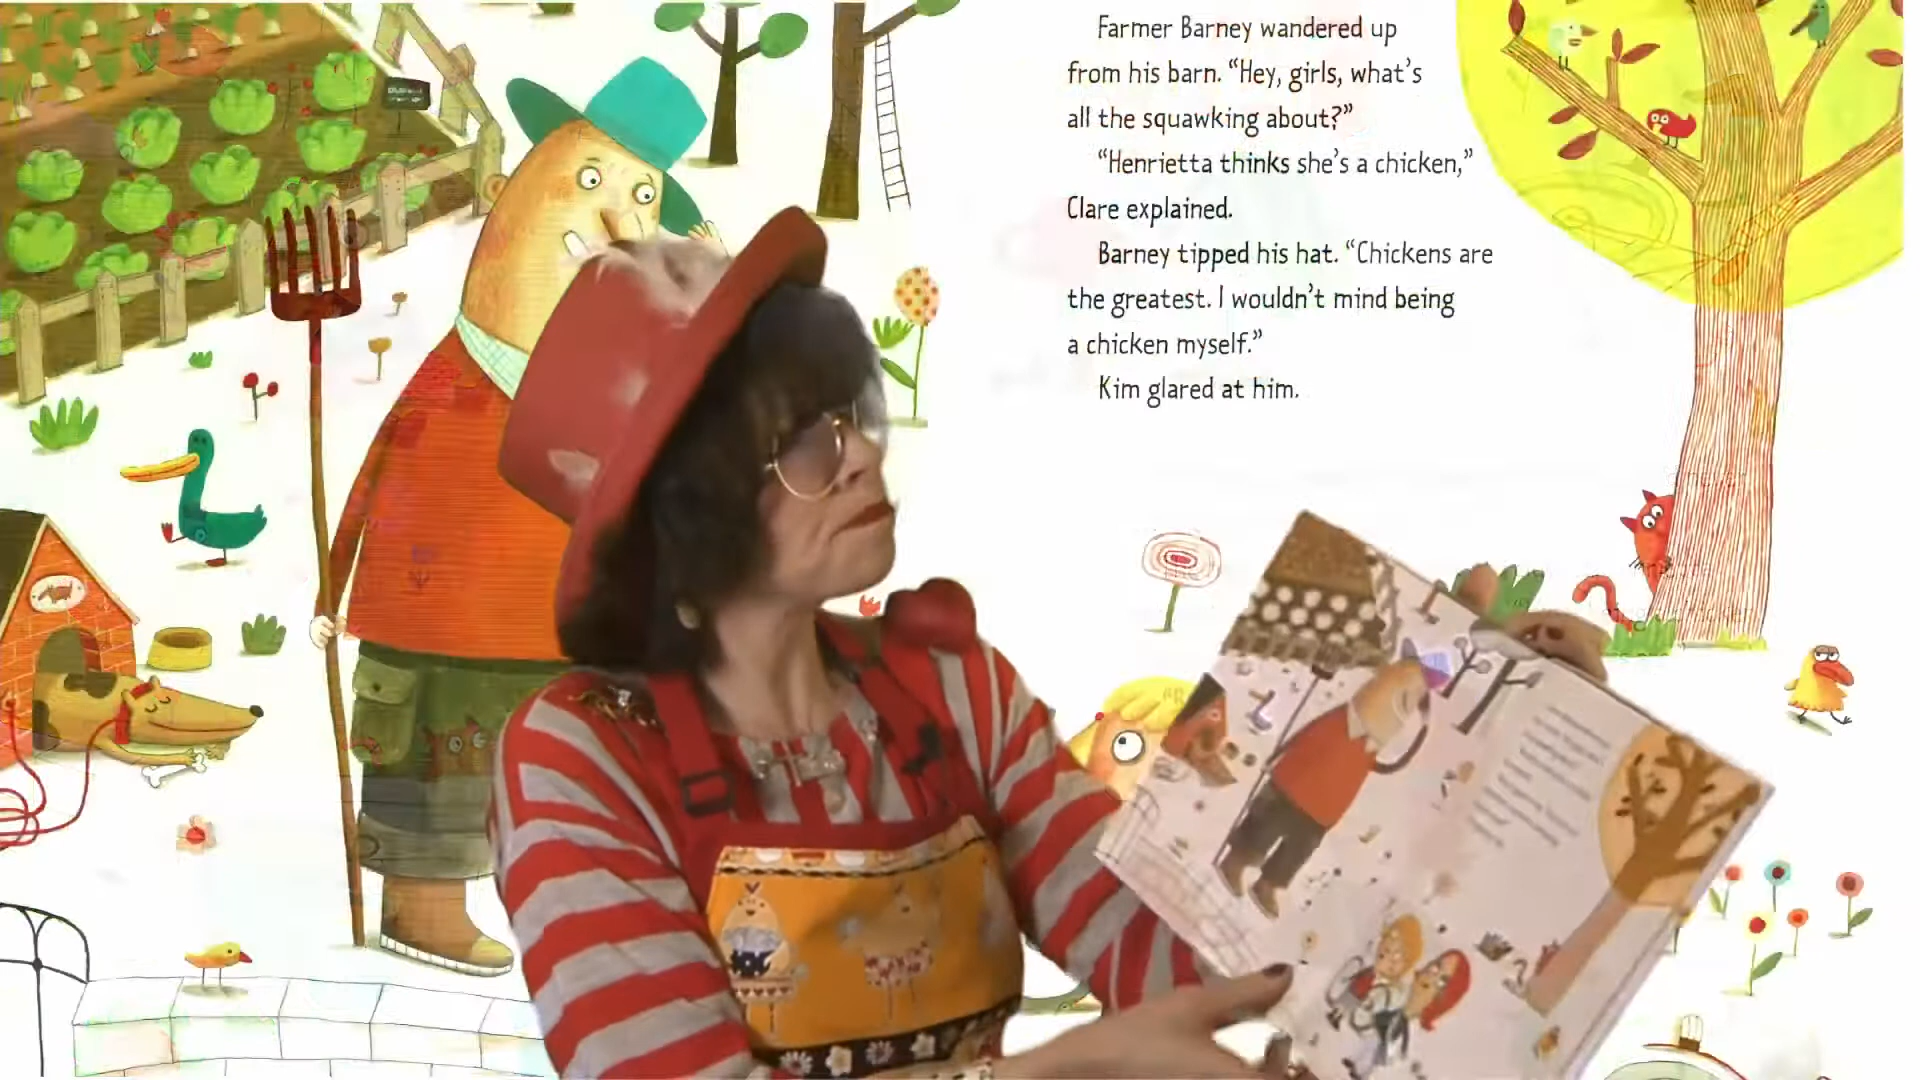 Farmer Barney wandered up
from his barn. “Hey, girls, what’s
all the squawking about?”
“Henrietta thinks she’s a chicken,”
Clare explained.
Barney tipped his hat. “Chickens are
the greatest. I wouldn’t mind being
a chicken myself.”
Kim glared at him.